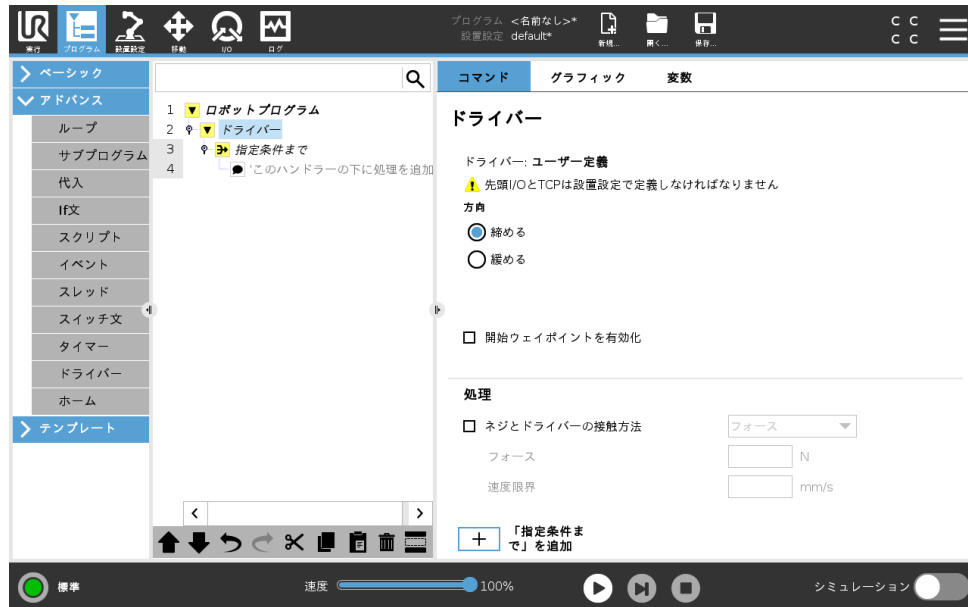 UR
実行
プログラム
設置設定
移動
I/O
ログ
プログラム <名前なし>*
設置設定 default*
新規...
開く...
保存...
C C
C C
ベーシック
アドバンス
ループ
サブプログラム
代入
If文
スクリプト
イベント
スレッド
スイッチ文
タイマー
ドライバー
ホーム
テンプレート
1 ロボットプログラム
2 ドライバー
3 指定条件まで
4 'このハンドラーの下に処理を追加
コマンド グラフィック 変数
ドライバー
ドライバー: ユーザー定義
先頭I/OとTCPは設置設定で定義しなければなりません
方向
締める
緩める
開始ウェイポイントを有効化
処理
ネジとドライバーの接触方法 フォース
フォース N
速度限界 mm/s
「指定条件ま
で」を追加
標準
速度 100%
シミュレーション